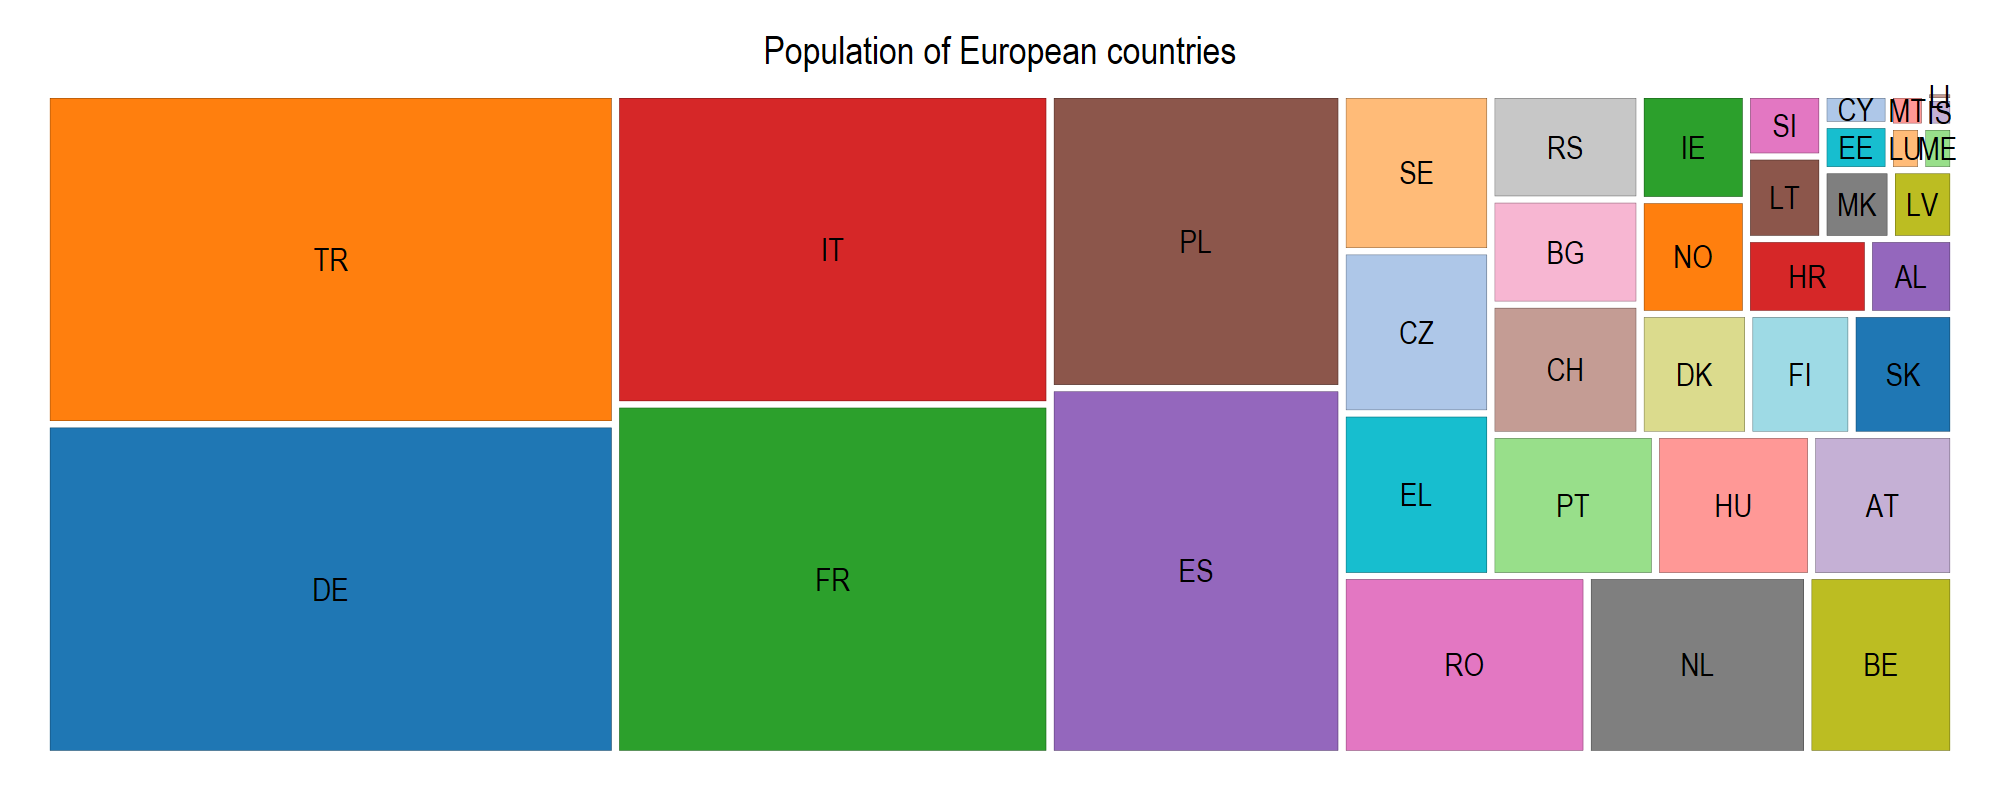 Population of European countries
TR
DE
IT
FR
PL
ES
SE
CZ
EL
RO
NL
BE
RS
BG
CH
PT
HU
AT
IE
NO
DK
FI
SK
SI
LT
HR
AL
CY
EE
MK
LV
MT
LU
ME
IS
LI